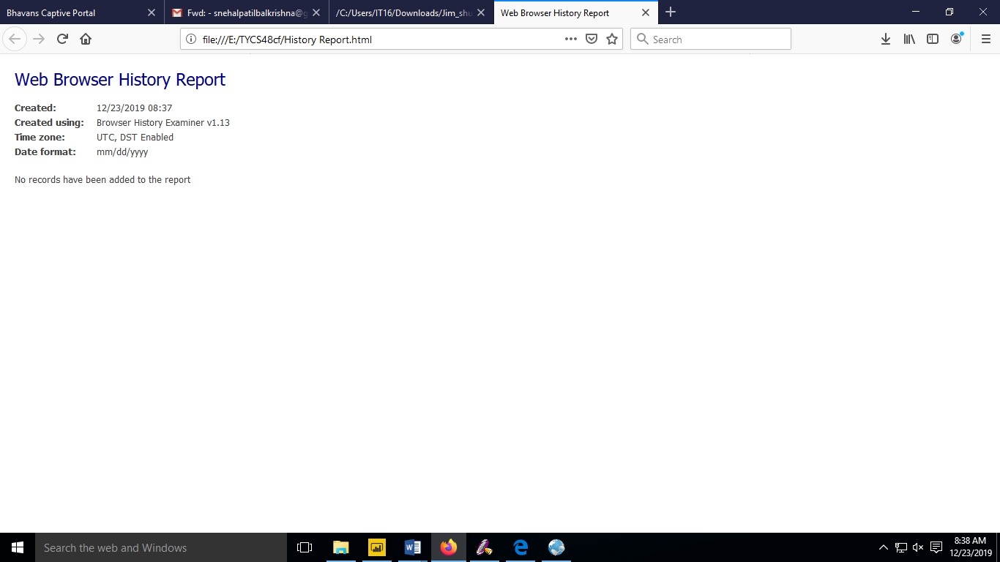 Bhavans Captive Portal
Fwd: - snehalpatilbalkrishna@g
/C:/Users/IT16/Downloads/Jim_shu
Web Browser History Report
file:///E:/TYCS48cf/History Report.html
Search
Web Browser History Report
Created: 12/23/2019 08:37
Created using: Browser History Examiner v1.13
Time zone: UTC, DST Enabled
Date format: mm/dd/yyyy
No records have been added to the report
Search the web and Windows
8:38 AM
12/23/2019